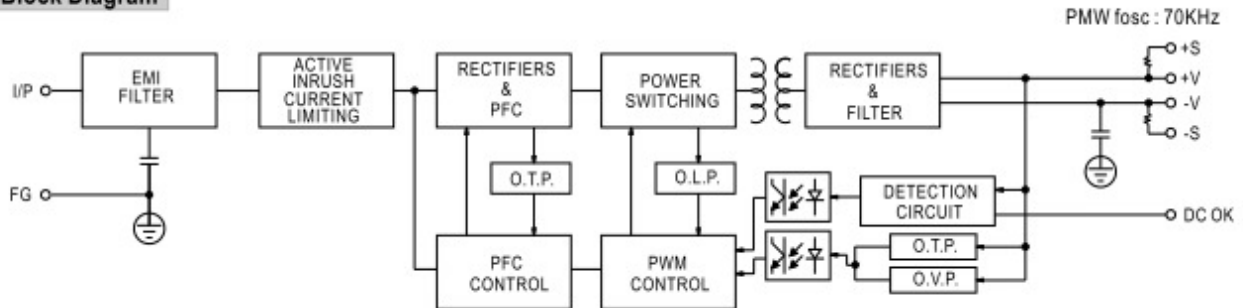 Block Diagram
PMW fosc : 70KHz
I/P
EMI
FILTER
ACTIVE
INRUSH
CURRENT
LIMITING
RECTIFIERS
&
PFC
POWER
SWITCHING
RECTIFIERS
&
FILTER
+S
+V
-V
-S
FG
O.T.P.
O.L.P.
DETECTION
CIRCUIT
DC OK
PFC
CONTROL
PWM
CONTROL
O.T.P.
O.V.P.